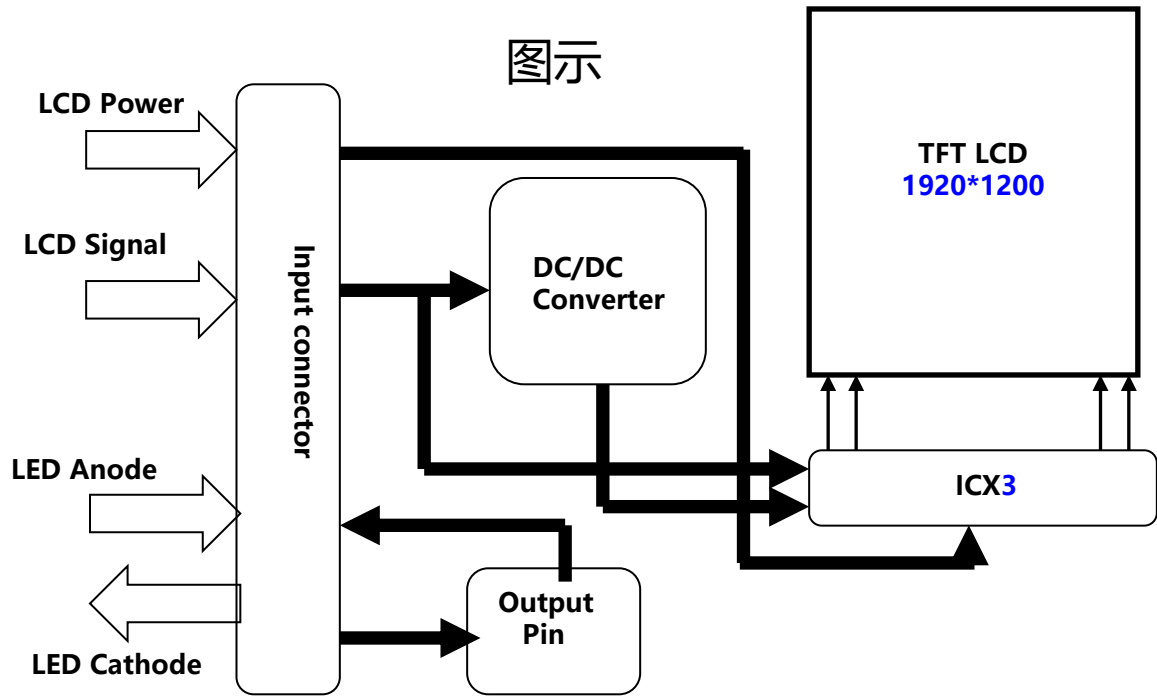 图示
LCD Power
LCD Signal
LED Anode
LED Cathode
Input connector
DC/DC
Converter
Output
Pin
TFT LCD
1920*1200
ICX3